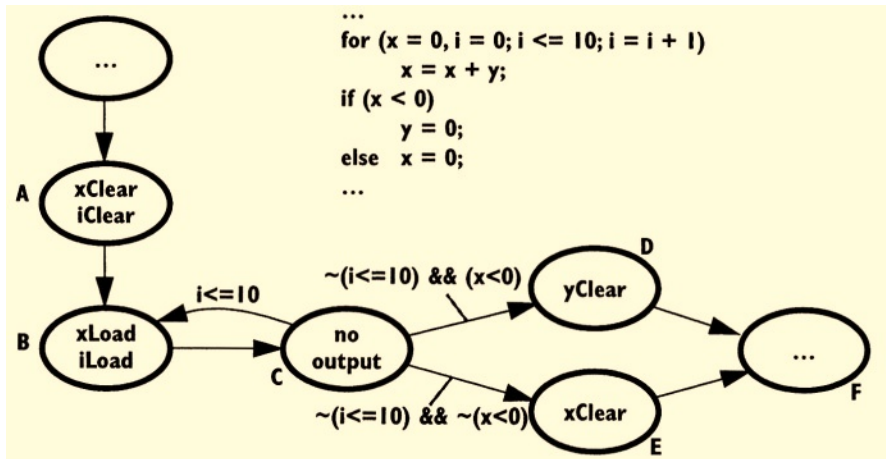 ...
for (x = 0, i = 0; i <= 10; i = i + 1)
x = x + y;
if (x < 0)
y = 0;
else x = 0;
...
...
A
xClear
iClear
B
xLoad
iLoad
i<=10
C
no
output
~(i<=10) && (x<0)
~(i<=10) && ~(x<0)
D
yClear
xClear
E
...
F